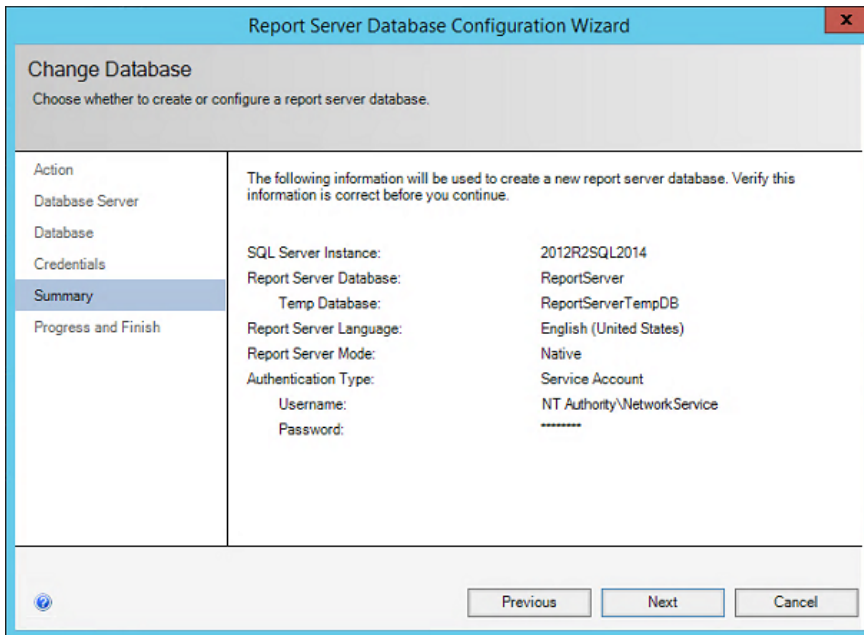 Report Server Database Configuration Wizard
x
Change Database
Choose whether to create or configure a report server database.
Action
Database Server
Database
Credentials
Summary
Progress and Finish
The following information will be used to create a new report server database. Verify this
information is correct before you continue.
SQL Server Instance: 2012R2SQL2014
Report Server Database: ReportServer
Temp Database: ReportServerTempDB
Report Server Language: English (United States)
Report Server Mode: Native
Authentication Type: Service Account
Username: NT Authority\NetworkService
Password: ********
?
Previous Next Cancel